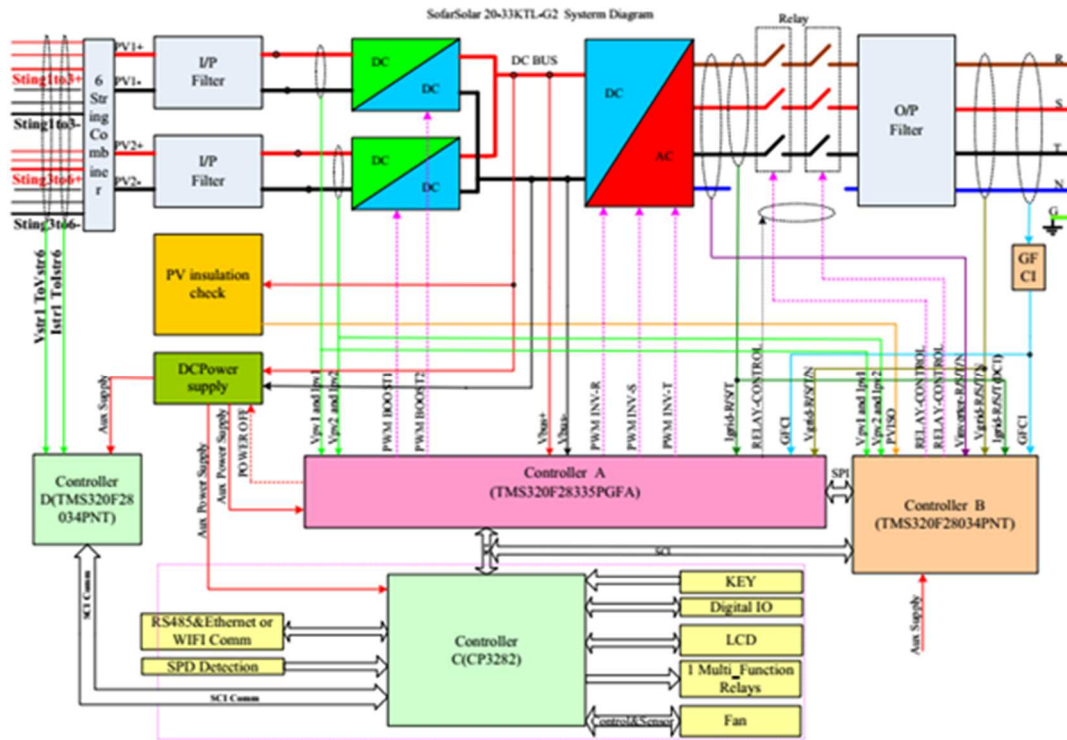 SofarSolar 20-33KTL-G2 Systerm Diagram
Relay
PV1+
I/P
Filter
DC
DC
DC BUS
DC
AC
O/P
Filter
R
S
T
N
G
Sting1to3+
PV1-
Sting1to3-
6
Stri
ngCo
mb
ine
r
PV2+
I/P
Filter
DC
DC
Sting3to6+
PV2-
Sting3to6-
GF
CI
PV insulation
check
Vstr1 ToVstr6
Istr1 ToIstr6
DCPower
supply
Aux Supply
Aux Power Supply
Aux Power Supply
POWER OFF
Vpv1 and Ipv1
Vpv2 and Ipv2
PWM BOOST1
PWM BOOST2
Vbus+
Vbus-
PWM INV-R
PWM INV-S
PWM INV-T
Igrid-R/S/T
RELAY-CONTROL
GFCI
Vgrid-R/S/T/N
Vpv1 and Ipv1
Vpv2 and Ipv2
PVISO
RELAY-CONTROL
RELAY-CONTROL
Vinverter-R/S/T/N
Vgrid-R/S/T/N
Igrid-R/S/T(DCI)
GFCI
Controller
D(TMS320F28
034PNT)
Controller A
(TMS320F28335PGFA)
SPI
Controller B
(TMS320F28034PNT)
SCI
SCI Comm
Aux Supply
RS485&Ethernet or
WIFI Comm
SPD Detection
SCI Comm
Controller
C(CP3282)
KEY
Digital IO
LCD
1 Multi_Function
Relays
ontrol&Sensor
Fan